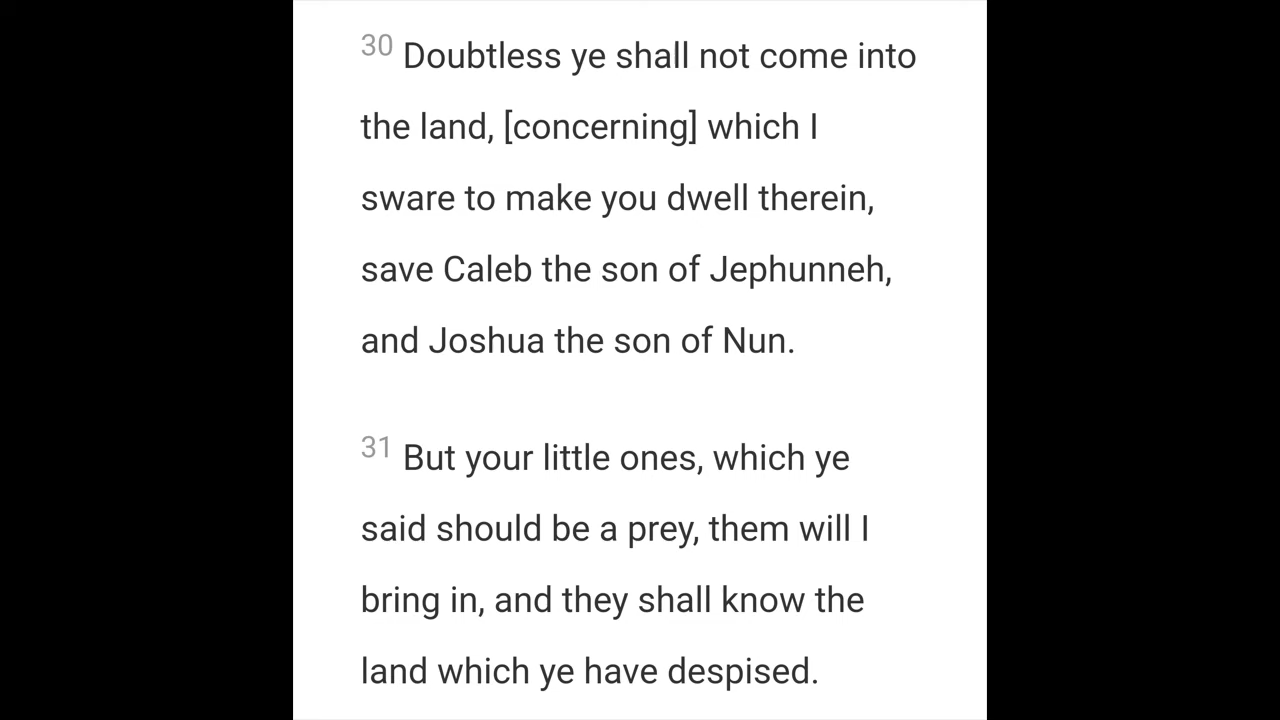 30 Doubtless ye shall not come into
the land, [concerning] which I
sware to make you dwell therein,
save Caleb the son of Jephunneh,
and Joshua the son of Nun.
31 But your little ones, which ye
said should be a prey, them will I
bring in, and they shall know the
land which ye have despised.